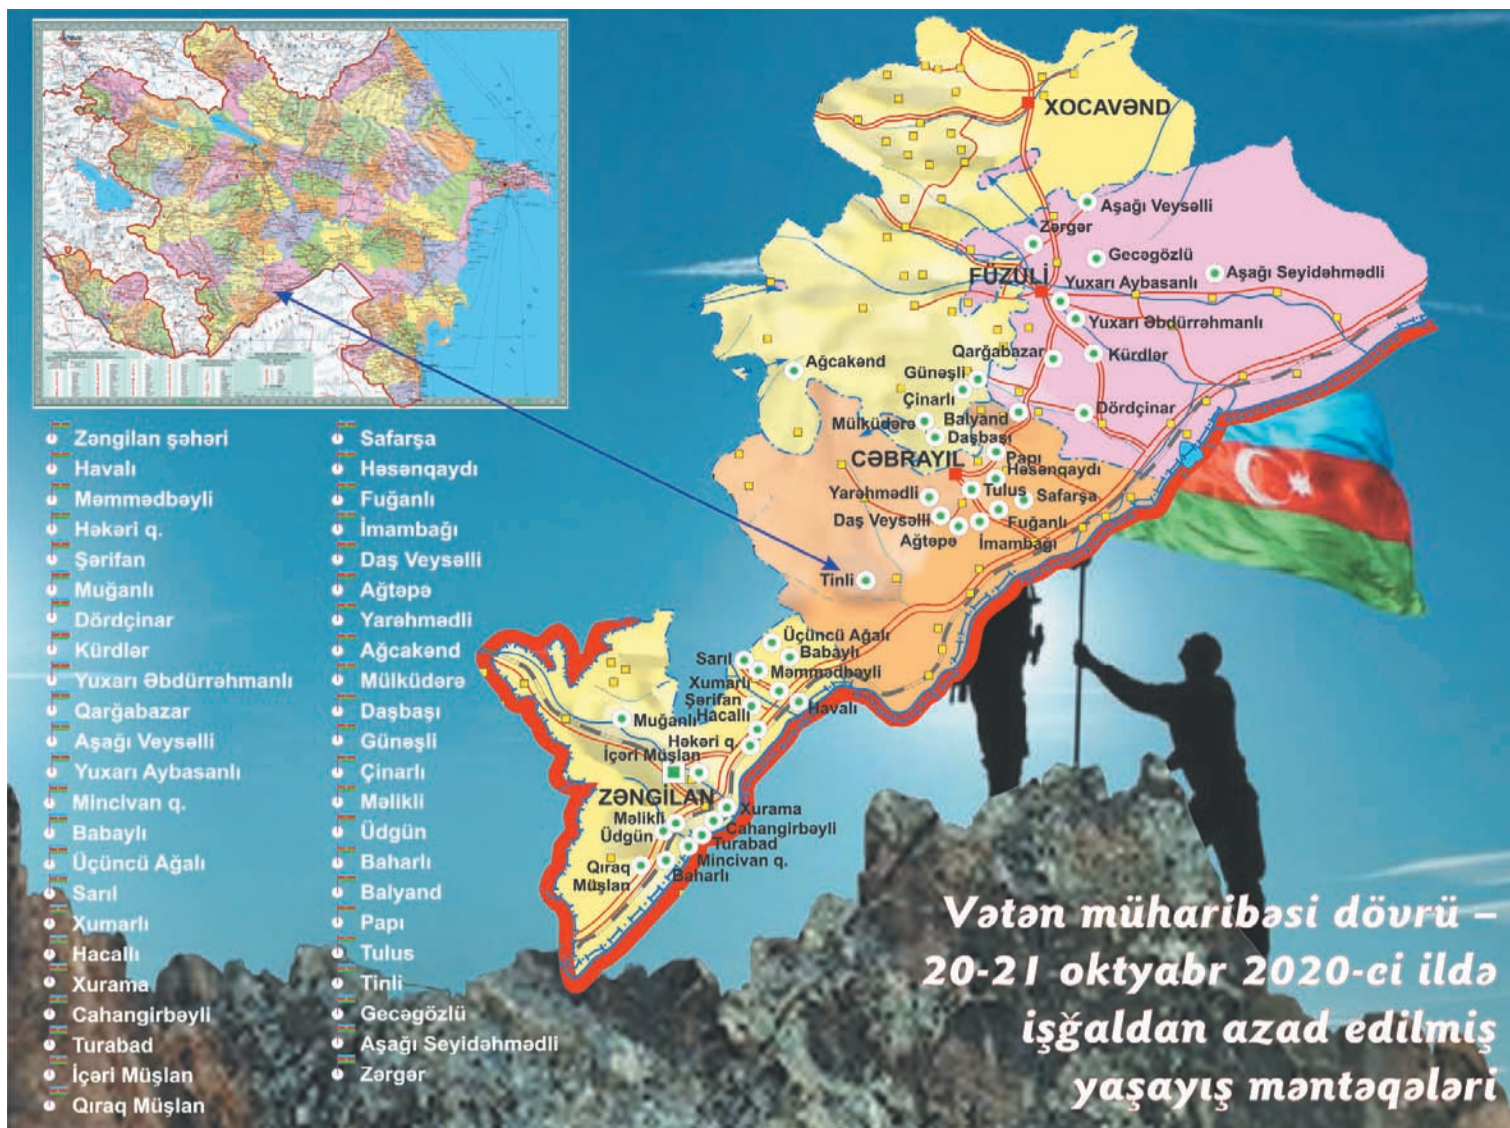 XOCAVƏND
Aşağı Veysəlli
Zərgər
Gecəgözlü
Aşağı Seyidəhmədli
FÜZULİ
Yuxarı Aybasanlı
Yuxarı Əbdürrəhmanlı
Qarğabazar
Kürdlər
Ağcakənd
Günəşli
Çinarlı
Dördçinar
Mülküdərə
Balyand
Daşbaşı
CƏBRAYIL
Papı
Həsənqaydı
Yarəhmədli
Tulus
Safarşa
Daş Veysəlli
Fuğanlı
Ağtəpə
İmambağı
Tinli
Üçüncü Ağalı
Sarıl
Babaylı
Məmmədbəyli
Xumarlı
Şərifan
Hacallı
Havalı
Muğanlı
Həkəri q.
İçəri Müşlan
ZƏNGİLAN
Xurama
Məlikli
Cahangirbəyli
Üdgün
Turabad
Mincivan q.
Qıraq
Müşlan
Baharlı
Zəngilan şəhəri
Havalı
Məmmədbəyli
Həkəri q.
Şərifan
Muğanlı
Dördçinar
Kürdlər
Yuxarı Əbdürrəhmanlı
Qarğabazar
Aşağı Veysəlli
Yuxarı Aybasanlı
Mincivan q.
Babaylı
Üçüncü Ağalı
Sarıl
Xumarlı
Hacallı
Xurama
Cahangirbəyli
Turabad
İçəri Müşlan
Qıraq Müşlan
Safarşa
Həsənqaydı
Fuğanlı
İmambağı
Daş Veysəlli
Ağtəpə
Yarəhmədli
Ağcakənd
Mülküdərə
Daşbaşı
Günəşli
Çinarlı
Məlikli
Üdgün
Baharlı
Balyand
Papı
Tulus
Tinli
Gecəgözlü
Aşağı Seyidəhmədli
Zərgər
Vətən müharibəsi dövrü –
20-21 oktyabr 2020-ci ildə
işğaldan azad edilmiş
yaşayış məntəqələri